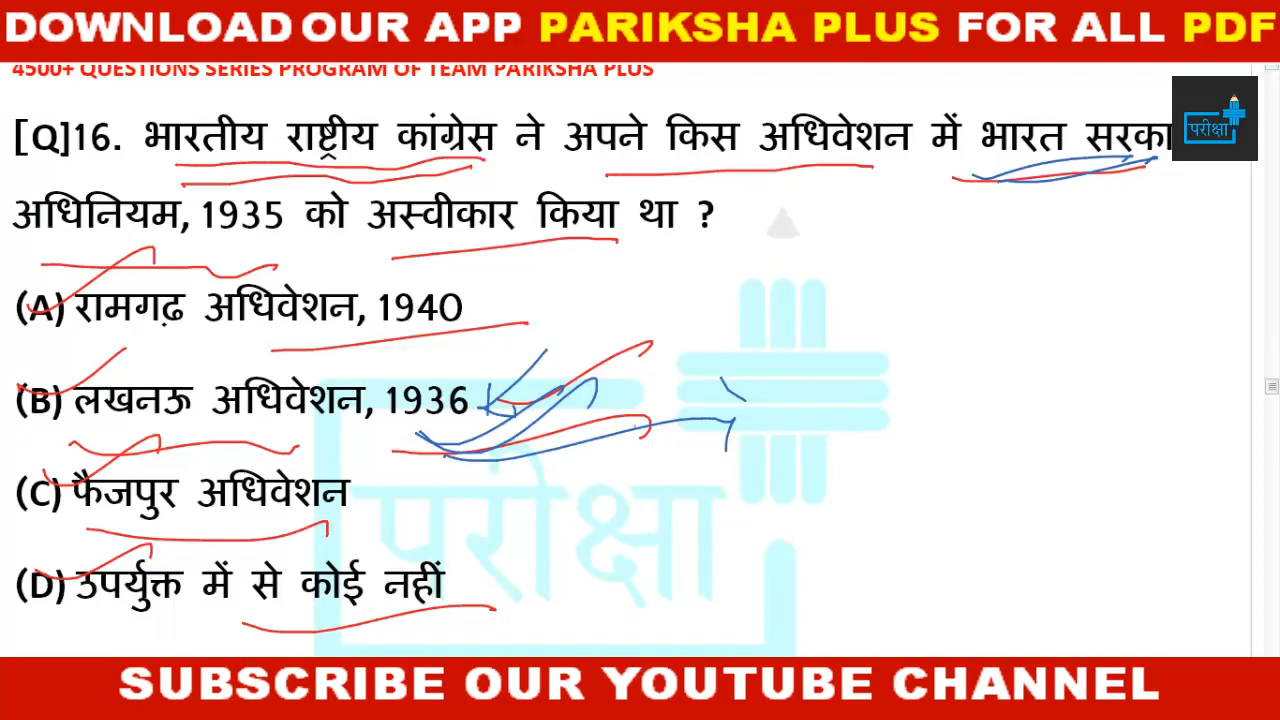 DOWNLOAD OUR APP PARIKSHA PLUS FOR ALL PDF
4500+ QUESTIONS SERIES PROGRAM OF TEAM PARIKSHA PLUS
परीक्षा
[Q]16. भारतीय राष्ट्रीय कांग्रेस ने अपने किस अधिवेशन में भारत सरका
अधिनियम, 1935 को अस्वीकार किया था ?
(A) रामगढ़ अधिवेशन, 1940
(B) लखनऊ अधिवेशन, 1936
(C) फैजपुर अधिवेशन
(D) उपर्युक्त में से कोई नहीं
परीक्षा
SUBSCRIBE OUR YOUTUBE CHANNEL